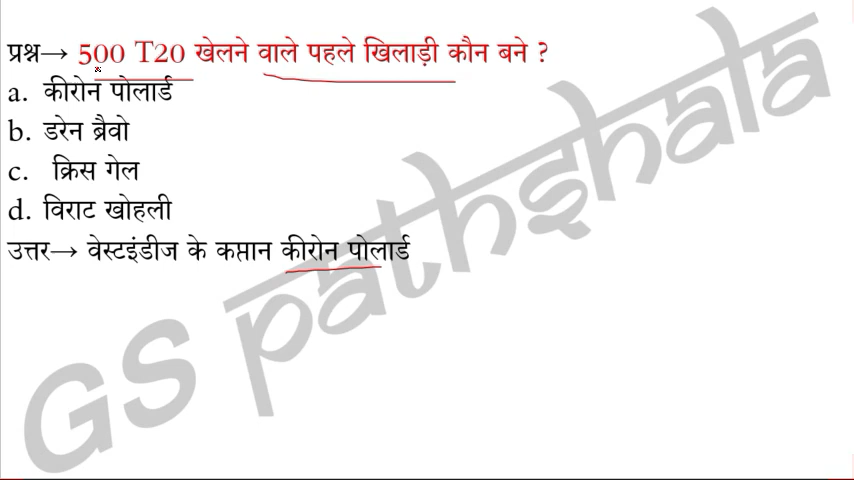 प्रश्न→ 500 T20 खेलने वाले पहले खिलाड़ी कौन बने ?
a. कीरोन पोलार्ड
b. डरेन ब्रैवो
c. क्रिस गेल
d. विराट खोहली
उत्तर→ वेस्टइंडीज के कप्तान कीरोन पोलार्ड
GS pathshala